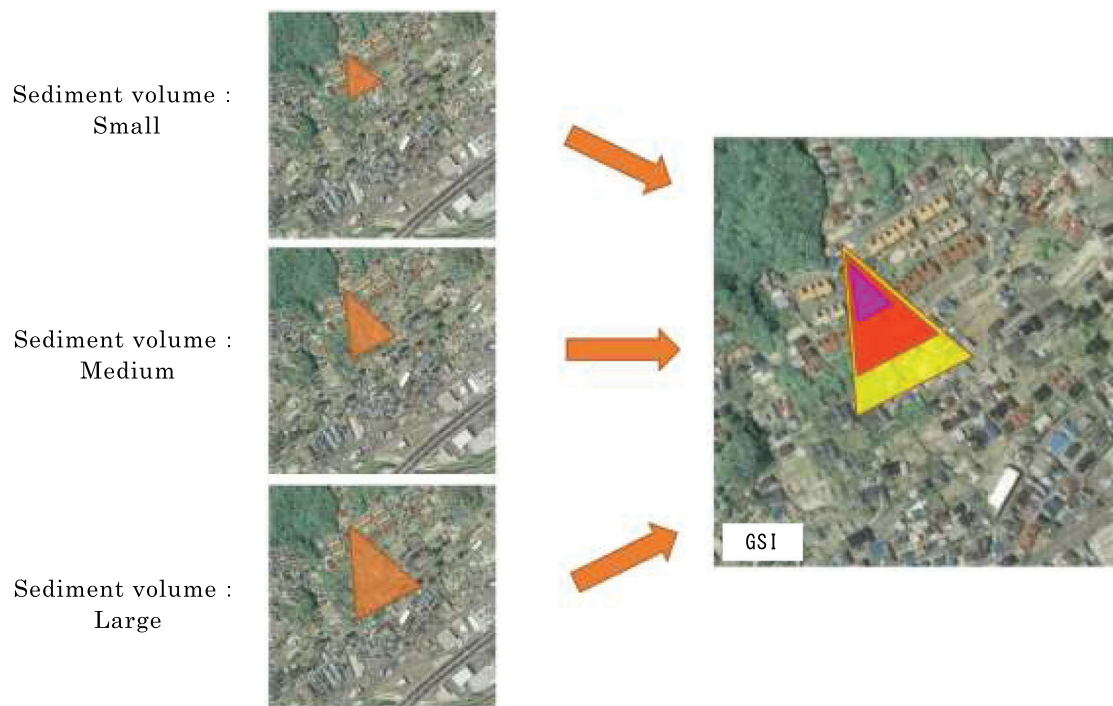 Sediment volume :
Small
Sediment volume :
Medium
Sediment volume :
Large
GSI